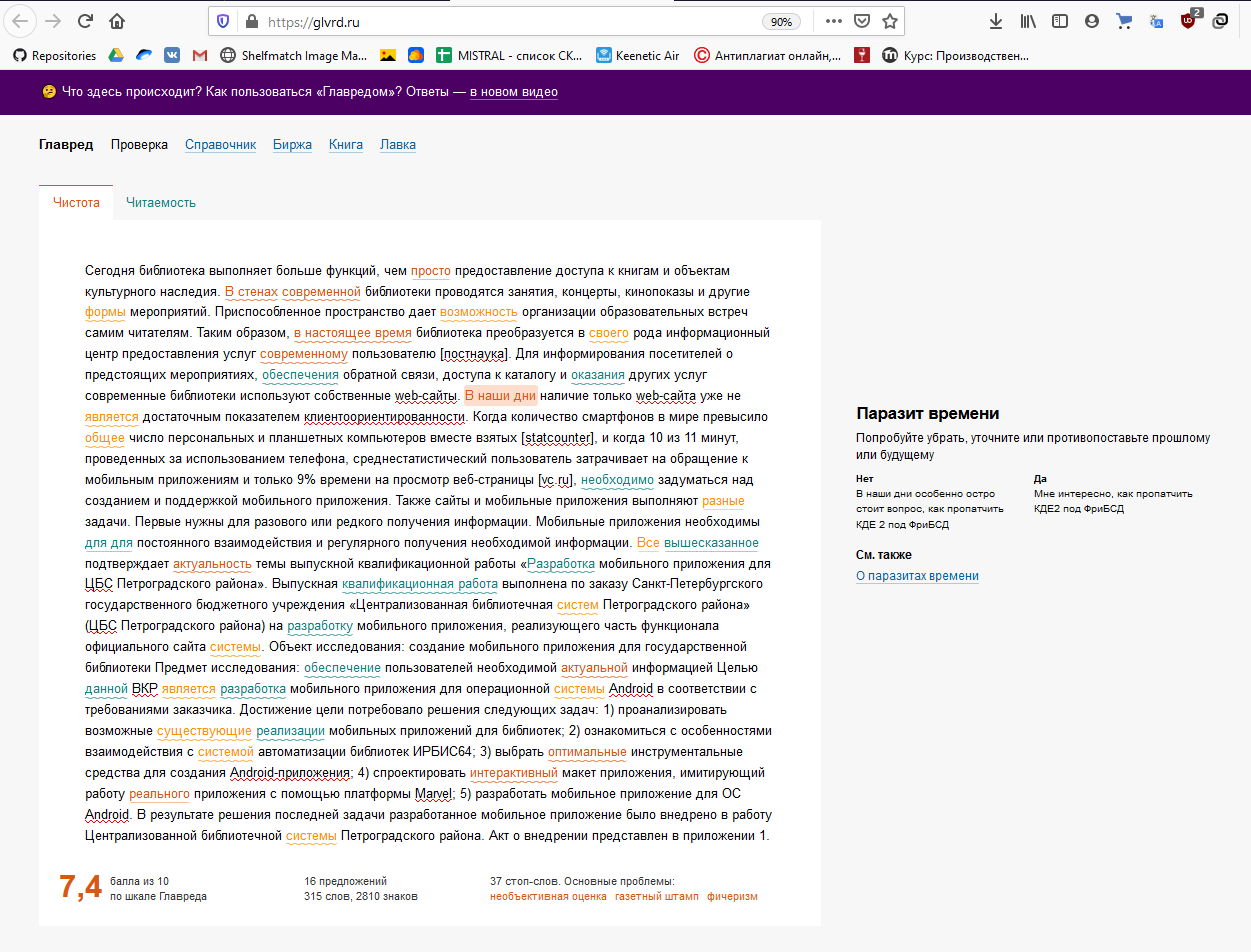 https://glvrd.ru
90%
2
Repositories
Shelfmatch Image Ma...
MISTRAL - список СК...
Keenetic Air
Антиплагиат онлайн,...
Курс: Производствен...
Что здесь происходит? Как пользоваться «Главредом»? Ответы — в новом видео
Главред Проверка Справочник Биржа Книга Лавка
Чистота Читаемость
Сегодня библиотека выполняет больше функций, чем просто предоставление доступа к книгам и объектам
культурного наследия. В стенах современной библиотеки проводятся занятия, концерты, кинопоказы и другие
формы мероприятий. Приспособленное пространство дает возможность организации образовательных встреч
самим читателям. Таким образом, в настоящее время библиотека преобразуется в своего рода информационный
центр предоставления услуг современному пользователю [постнаука]. Для информирования посетителей о
предстоящих мероприятиях, обеспечения обратной связи, доступа к каталогу и оказания других услуг
современные библиотеки используют собственные web-сайты. В наши дни наличие только web-сайта уже не
является достаточным показателем клиентоориентированности. Когда количество смартфонов в мире превысило
общее число персональных и планшетных компьютеров вместе взятых [statcounter], и когда 10 из 11 минут,
проведенных за использованием телефона, среднестатистический пользователь затрачивает на обращение к
мобильным приложениям и только 9% времени на просмотр веб-страницы [vc.ru], необходимо задуматься над
созданием и поддержкой мобильного приложения. Также сайты и мобильные приложения выполняют разные
задачи. Первые нужны для разового или редкого получения информации. Мобильные приложения необходимы
для для постоянного взаимодействия и регулярного получения необходимой информации. Все вышесказанное
подтверждает актуальность темы выпускной квалификационной работы «Разработка мобильного приложения для
ЦБС Петроградского района». Выпускная квалификационная работа выполнена по заказу Санкт-Петербургского
государственного бюджетного учреждения «Централизованная библиотечная систем Петроградского района»
(ЦБС Петроградского района) на разработку мобильного приложения, реализующего часть функционала
официального сайта системы. Объект исследования: создание мобильного приложения для государственной
библиотеки Предмет исследования: обеспечение пользователей необходимой актуальной информацией Целью
данной ВКР является разработка мобильного приложения для операционной системы Android в соответствии с
требованиями заказчика. Достижение цели потребовало решения следующих задач: 1) проанализировать
возможные существующие реализации мобильных приложений для библиотек; 2) ознакомиться с особенностями
взаимодействия с системой автоматизации библиотек ИРБИС64; 3) выбрать оптимальные инструментальные
средства для создания Android-приложения; 4) спроектировать интерактивный макет приложения, имитирующий
работу реального приложения с помощью платформы Marvel; 5) разработать мобильное приложение для ОС
Android. В результате решения последней задачи разработанное мобильное приложение было внедрено в работу
Централизованной библиотечной системы Петроградского района. Акт о внедрении представлен в приложении 1.
7,4
балла из 10
по шкале Главреда
16 предложений
315 слов, 2810 знаков
37 стоп-слов. Основные проблемы:
необъективная оценка газетный штамп фичеризм
Паразит времени
Попробуйте убрать, уточните или противопоставьте прошлому
или будущему
Нет
В наши дни особенно остро
стоит вопрос, как пропатчить
КДЕ 2 под ФриБСД
Да
Мне интересно, как пропатчить
КДЕ2 под ФриБСД
См. также
О паразитах времени